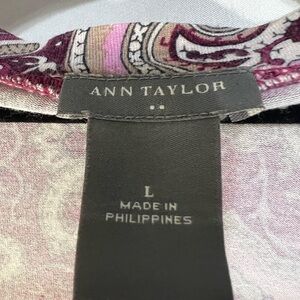 ANN TAYLOR
L
MADE IN
PHILIPPINES